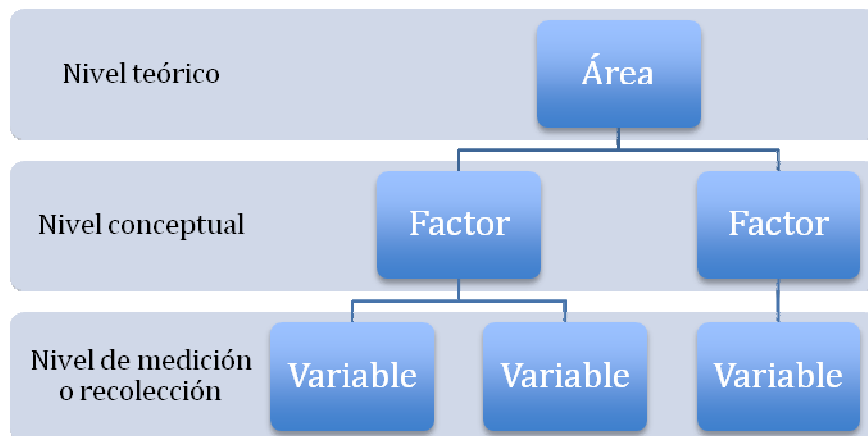 Nivel teórico
Área
Nivel conceptual
Factor
Factor
Nivel de medición
o recolección
Variable
Variable
Variable